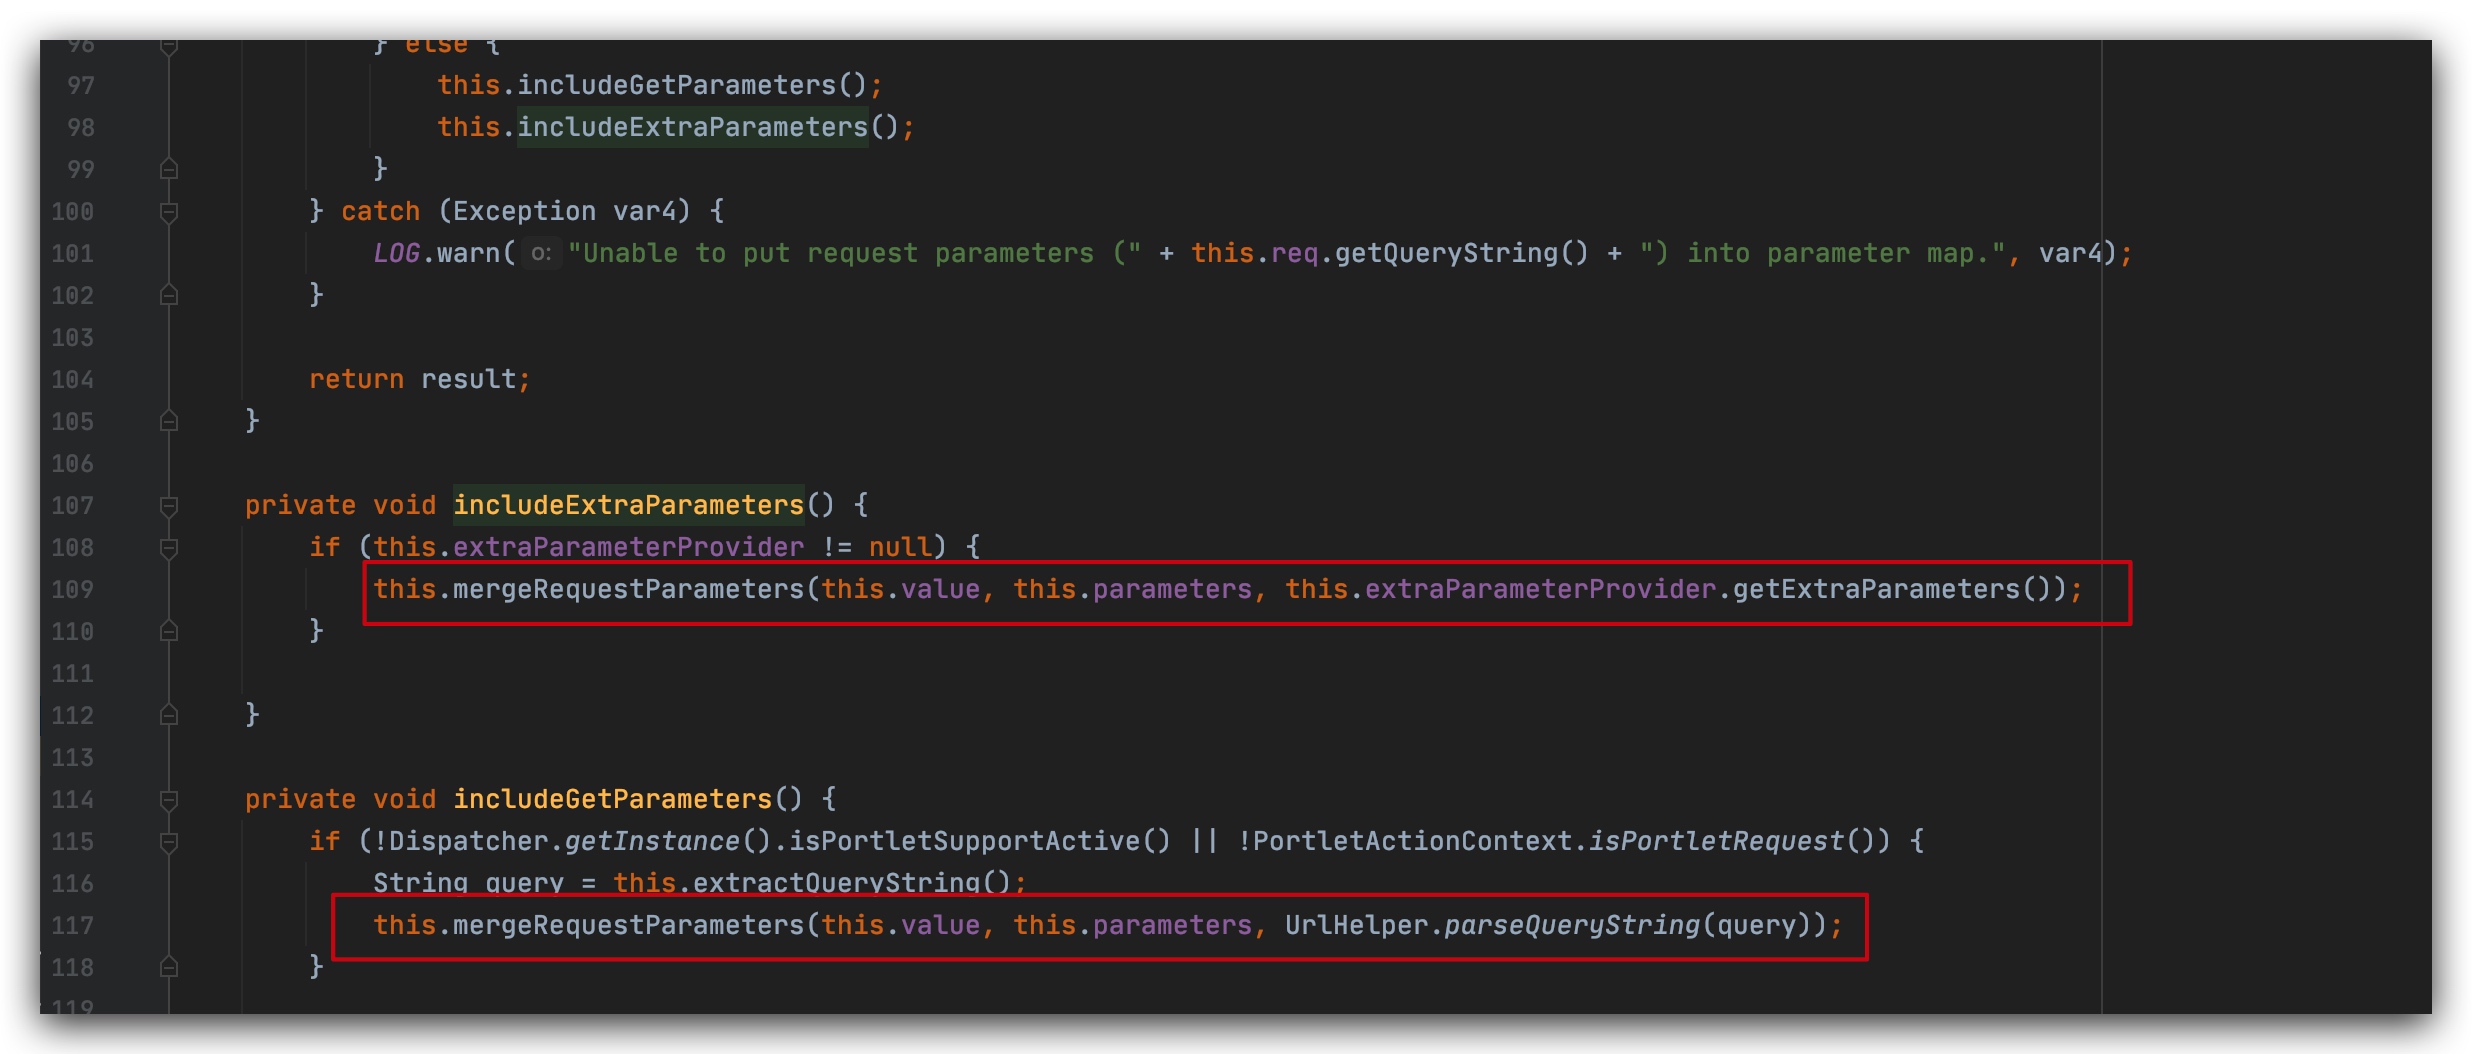 96 } else {
97 this.includeGetParameters();
98 this.includeExtraParameters();
99 }
100 } catch (Exception var4) {
101 LOG.warn( o: "Unable to put request parameters (" + this.req.getQueryString() + ") into parameter map.", var4);
102 }
103
104 return result;
105 }
106
107 private void includeExtraParameters() {
108 if (this.extraParameterProvider != null) {
109 this.mergeRequestParameters(this.value, this.parameters, this.extraParameterProvider.getExtraParameters());
110 }
111
112 }
113
114 private void includeGetParameters() {
115 if (!Dispatcher.getInstance().isPortletSupportActive() || !PortletActionContext.isPortletRequest()) {
116 String query = this.extractQueryString();
117 this.mergeRequestParameters(this.value, this.parameters, UrlHelper.parseQueryString(query));
118 }
119